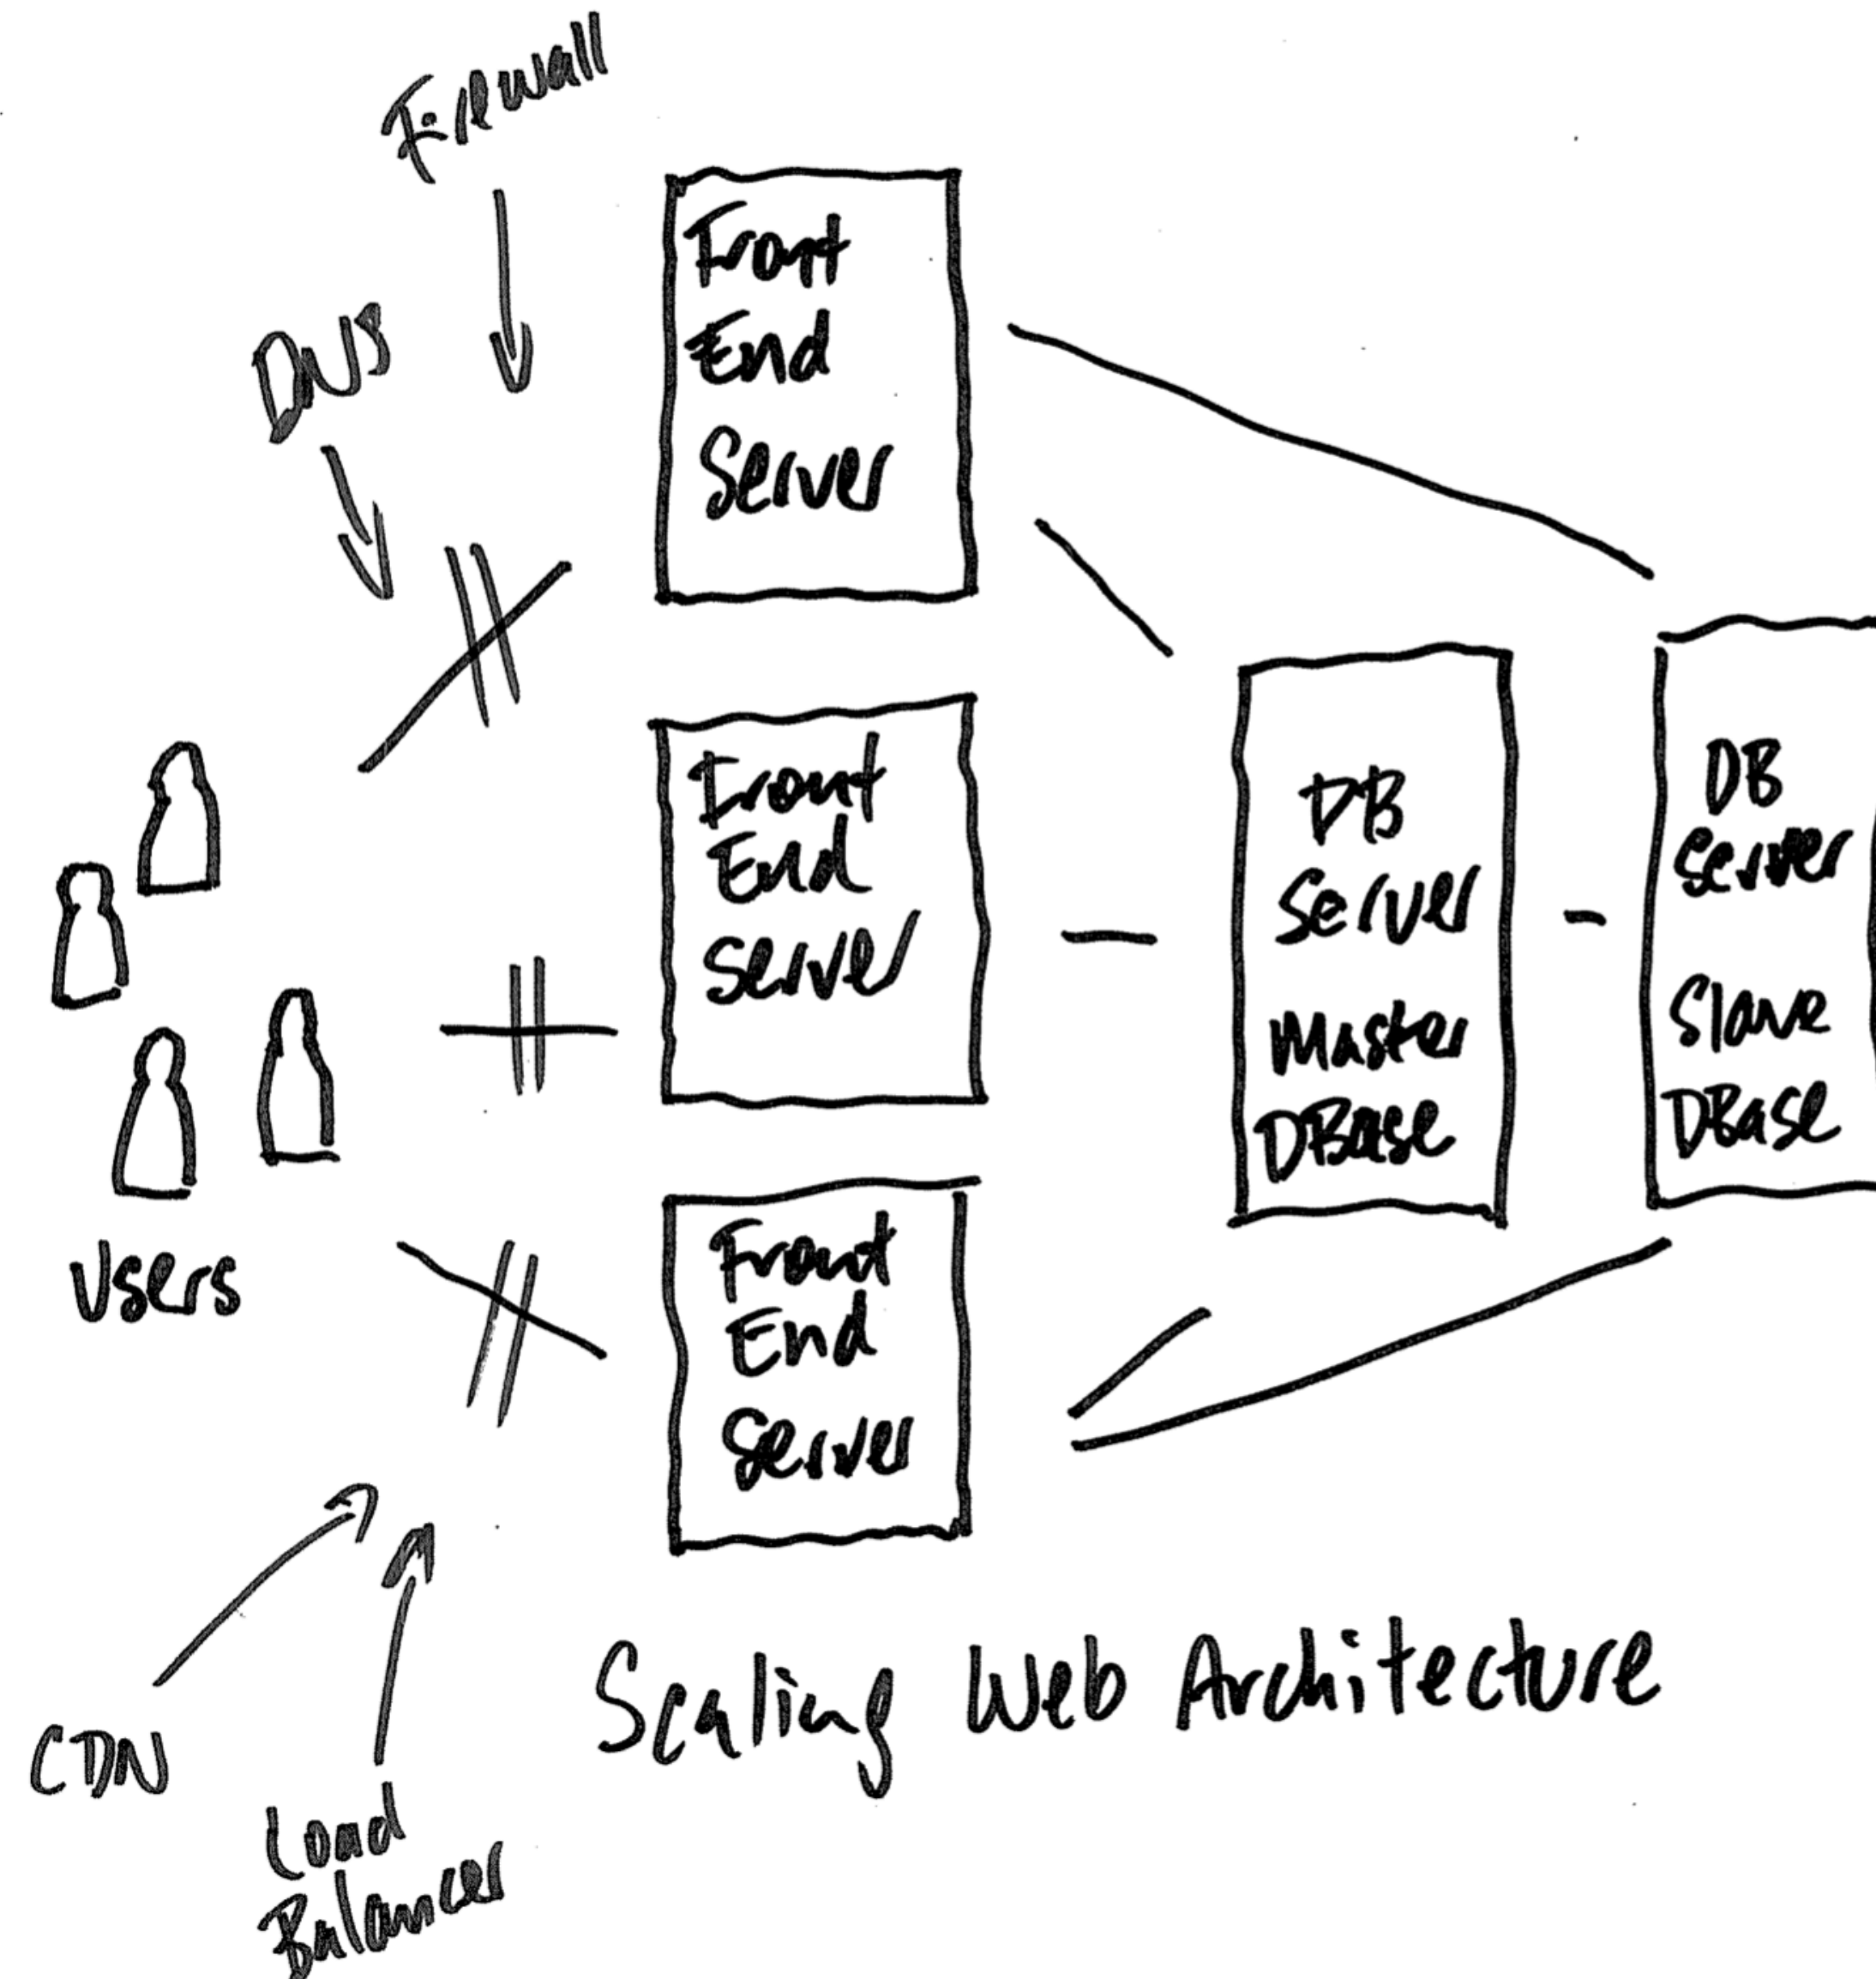 Firewall
DNS
Front
End
Server
Front
End
Server
Front
End
Server
DB
Server
Master
DBase
DB
Server
Slave
DBase
Users
CDN
Load
Balancer
Scaling Web Architecture